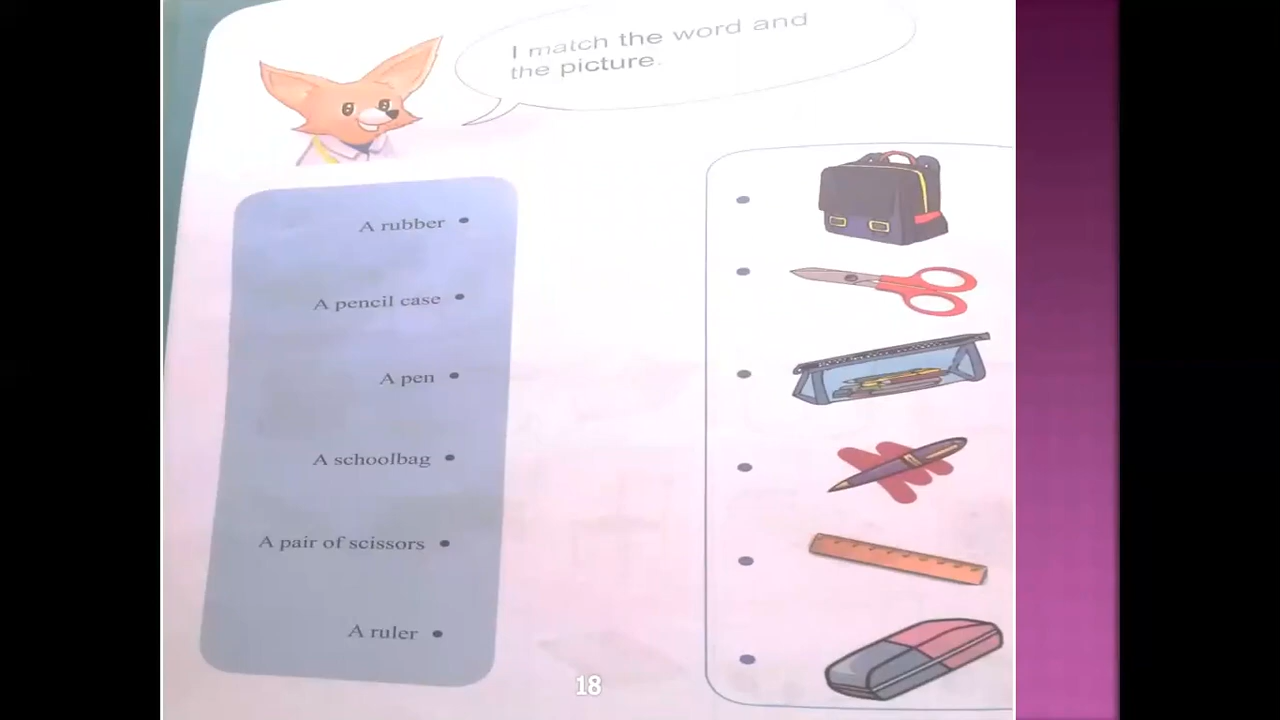 I match the word and
the picture.
A rubber
A pencil case
A pen
A schoolbag
A pair of scissors
A ruler
18